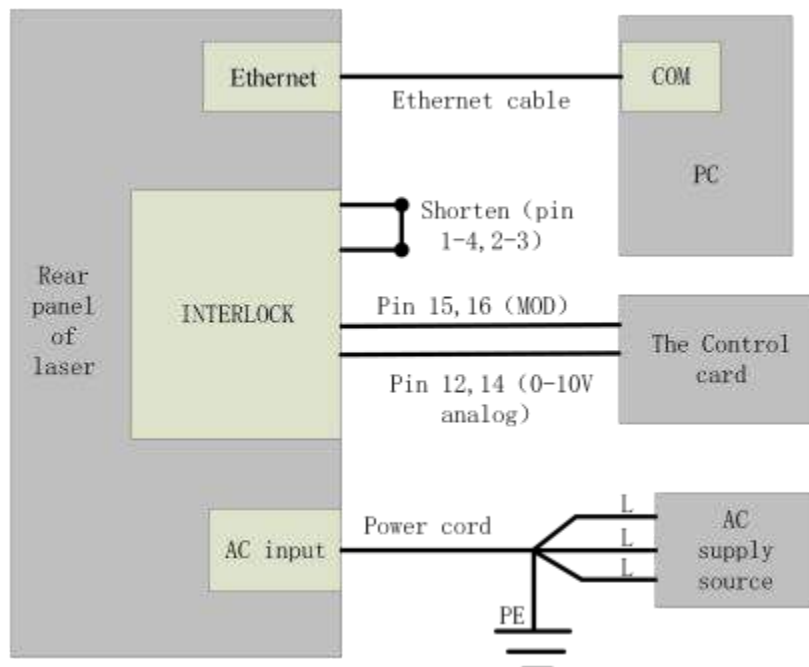 Ethernet
COM
Ethernet cable
PC
Shorten（pin
1-4,2-3）
Rear
panel
of
laser
INTERLOCK
Pin 15,16（MOD）
The Control
card
Pin 12,14（0-10V
analog）
L
AC input
Power cord
L
AC
supply
source
L
PE